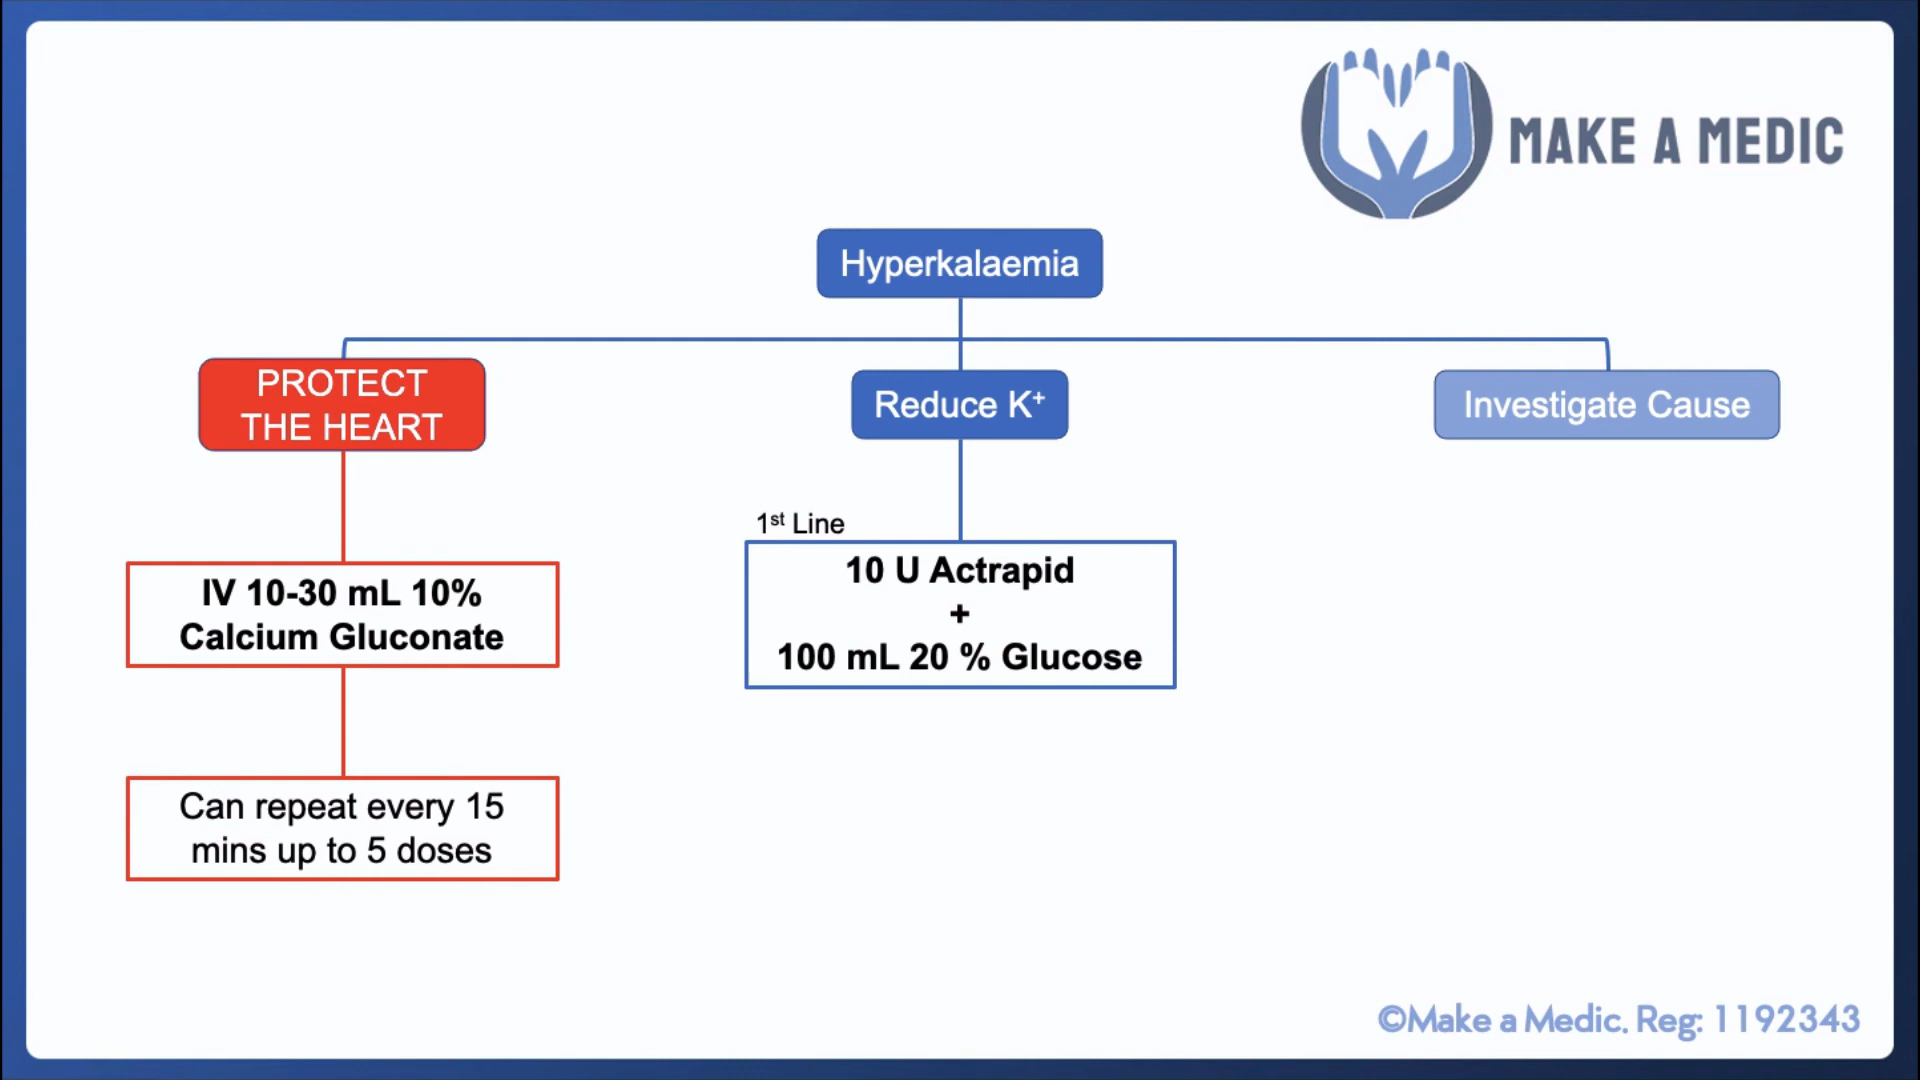 MAKE A MEDIC
Hyperkalaemia
PROTECT
THE HEART
Reduce K⁺
Investigate Cause
1st Line
IV 10-30 mL 10%
Calcium Gluconate
10 U Actrapid
+
100 mL 20 % Glucose
Can repeat every 15
mins up to 5 doses
©Make a Medic. Reg: 1192343